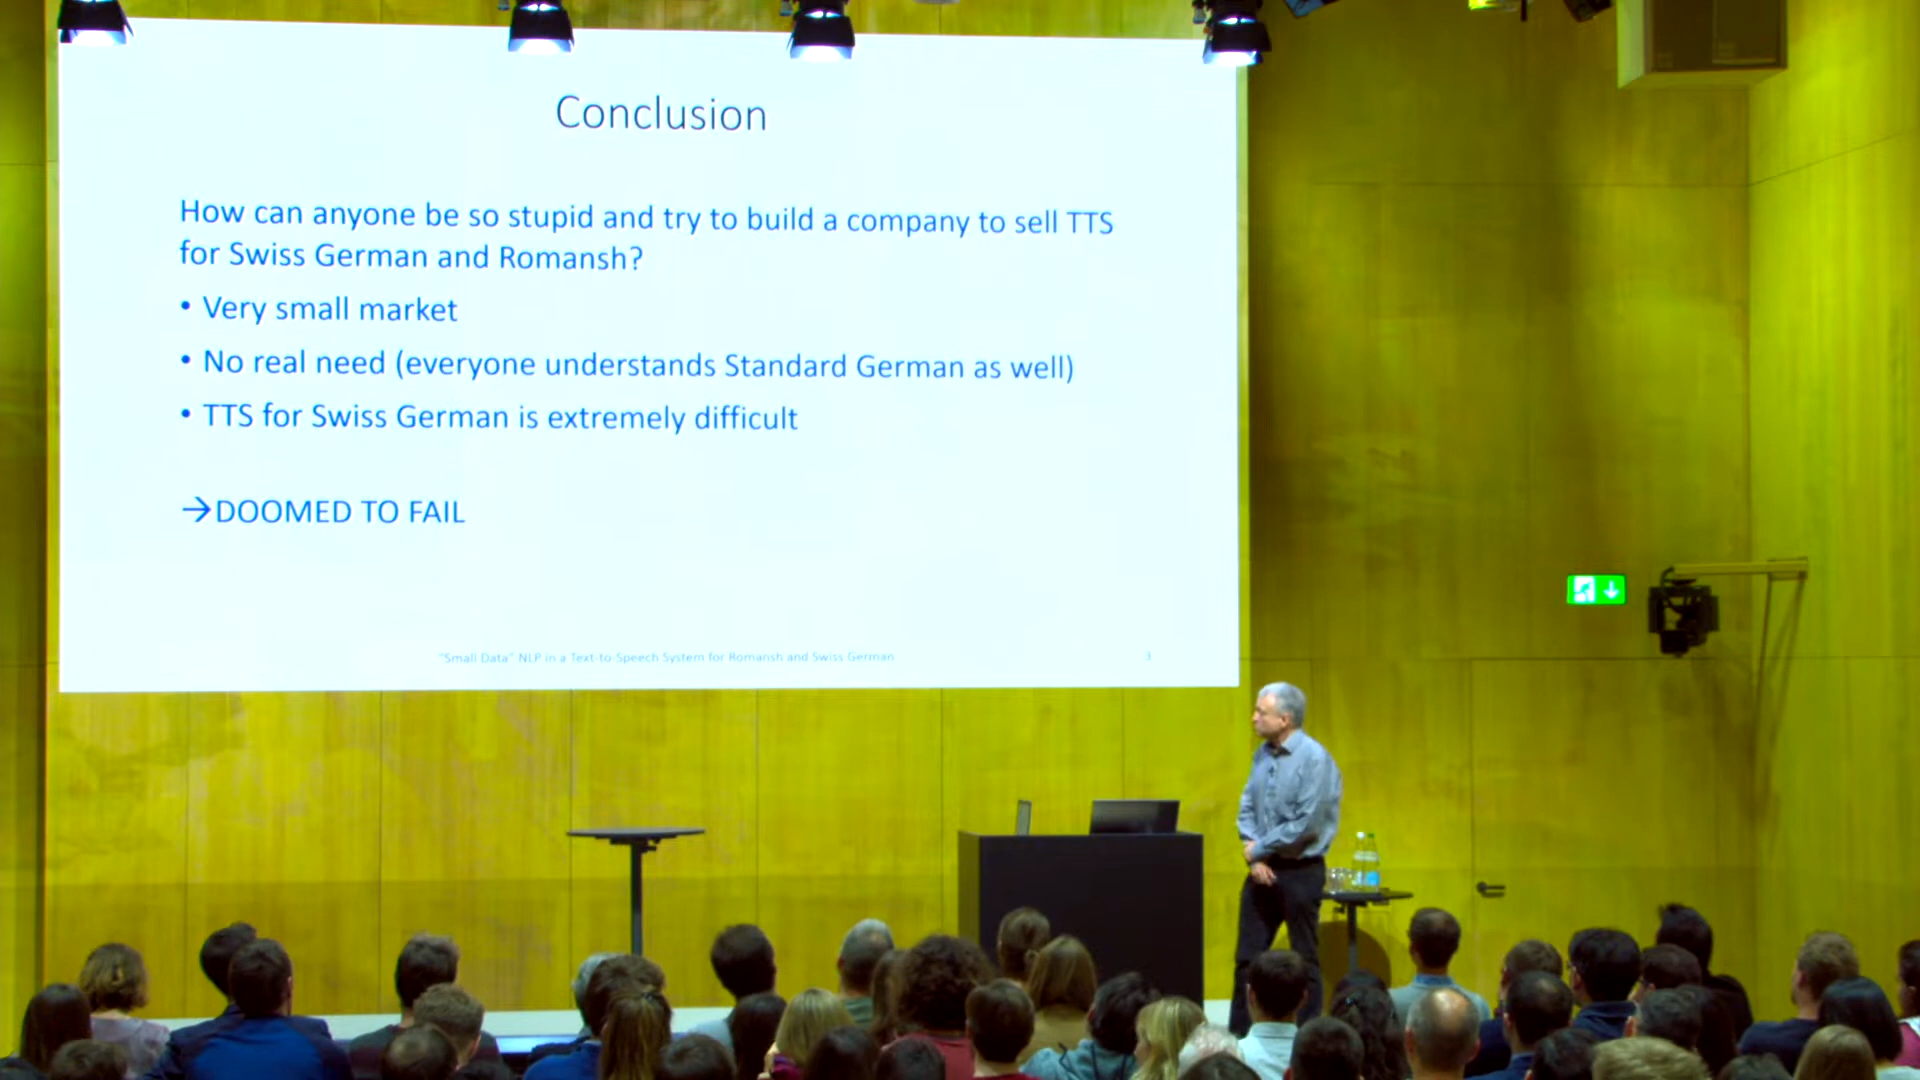 Conclusion
How can anyone be so stupid and try to build a company to sell TTS
for Swiss German and Romansh?
• Very small market
• No real need (everyone understands Standard German as well)
• TTS for Swiss German is extremely difficult
→DOOMED TO FAIL
"Small Data" NLP in a Text-to-Speech System for Romansh and Swiss German
3